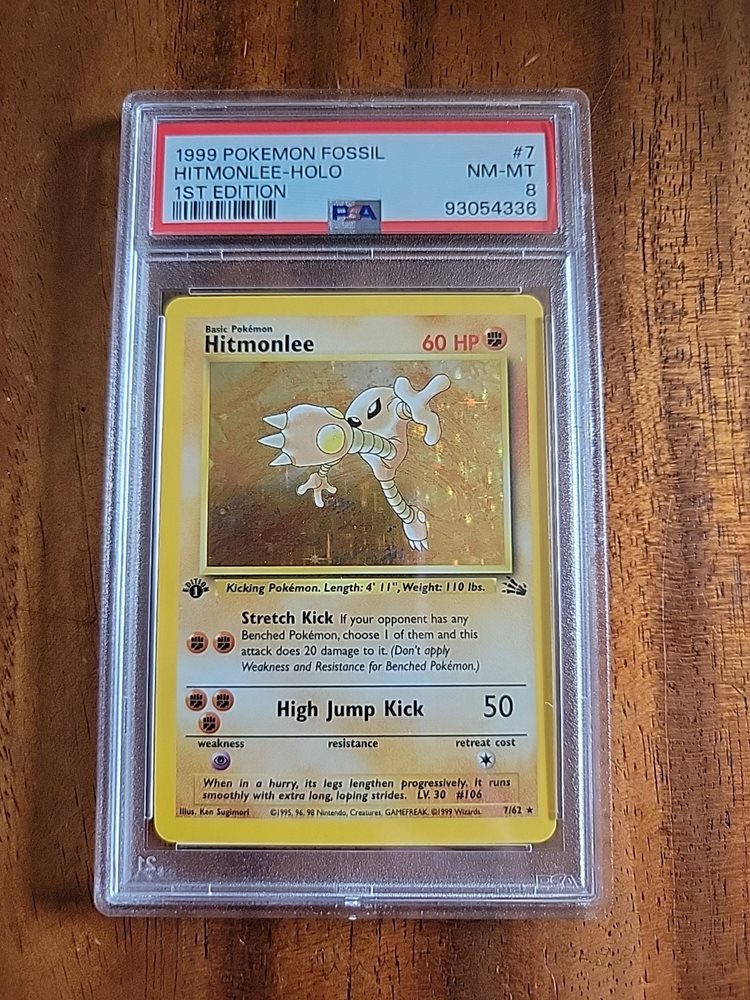 1999 POKEMON FOSSIL #7
HITMONLEE-HOLO NM-MT
1ST EDITION 8
PSA 93054336
Basic Pokémon
Hitmonlee 60 HP
EDITION 1
Kicking Pokémon. Length: 4' 11", Weight: 110 lbs.
Stretch Kick If your opponent has any
Benched Pokémon, choose 1 of them and this
attack does 20 damage to it. (Don't apply
Weakness and Resistance for Benched Pokémon.)
High Jump Kick 50
weakness resistance retreat cost
When in a hurry, its legs lengthen progressively. It runs
smoothly with extra long, loping strides. LV. 30 #106
Illus. Ken Sugimori ©1995, 96, 98 Nintendo, Creatures, GAMEFREAK. ©1999 Wizards. 7/62 ★